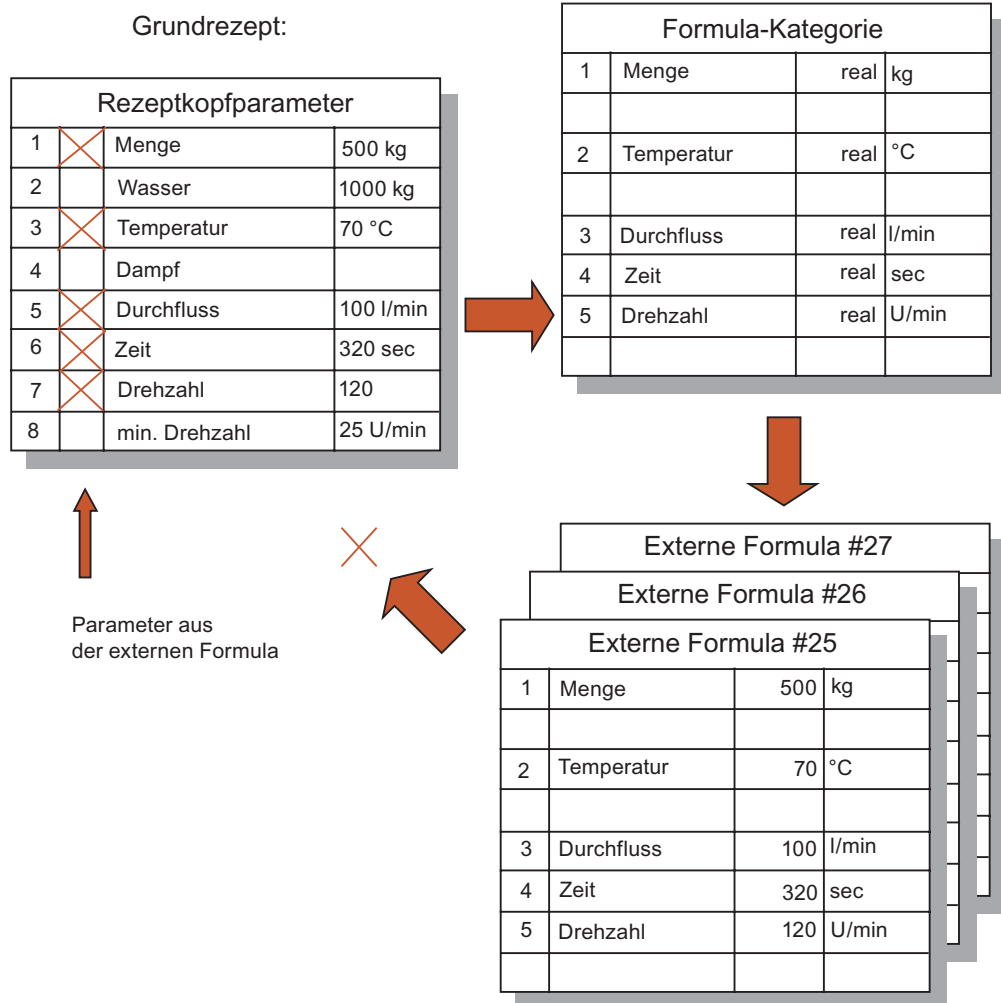 Grundrezept:
Rezeptkopfparameter
1 Menge 500 kg
2 Wasser 1000 kg
3 Temperatur 70 °C
4 Dampf
5 Durchfluss 100 l/min
6 Zeit 320 sec
7 Drehzahl 120
8 min. Drehzahl 25 U/min
Formula-Kategorie
1 Menge real kg
2 Temperatur real °C
3 Durchfluss real l/min
4 Zeit real sec
5 Drehzahl real U/min
Parameter aus
der externen Formula
Externe Formula #27
Externe Formula #26
Externe Formula #25
1 Menge 500 kg
2 Temperatur 70 °C
3 Durchfluss 100 l/min
4 Zeit 320 sec
5 Drehzahl 120 U/min